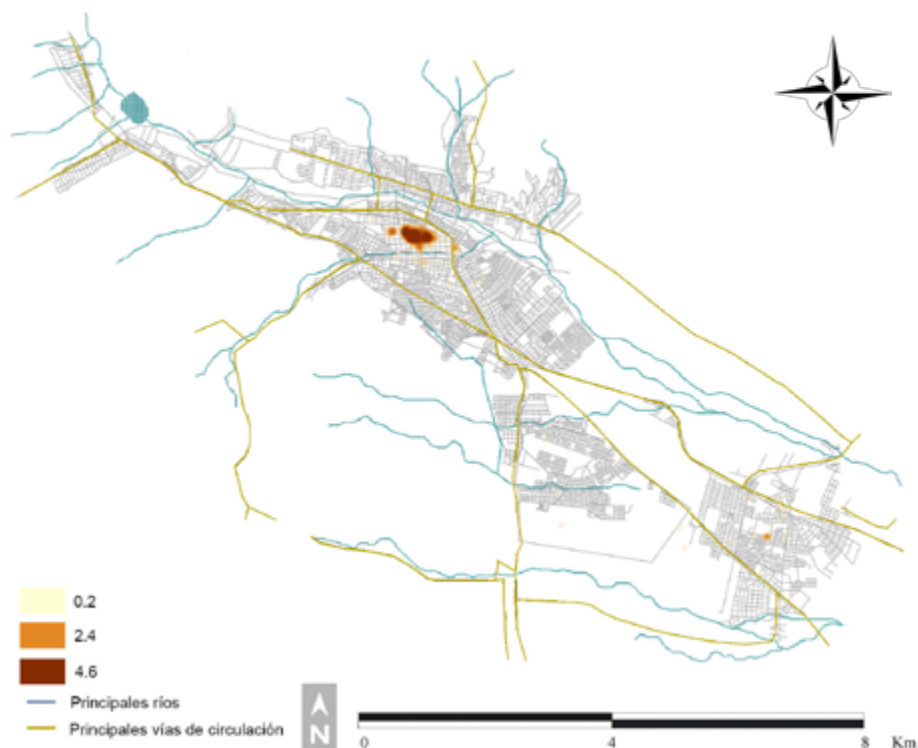 0.2
2.4
4.6
Principales ríos
Principales vías de circulación
N
0 4 8 Km